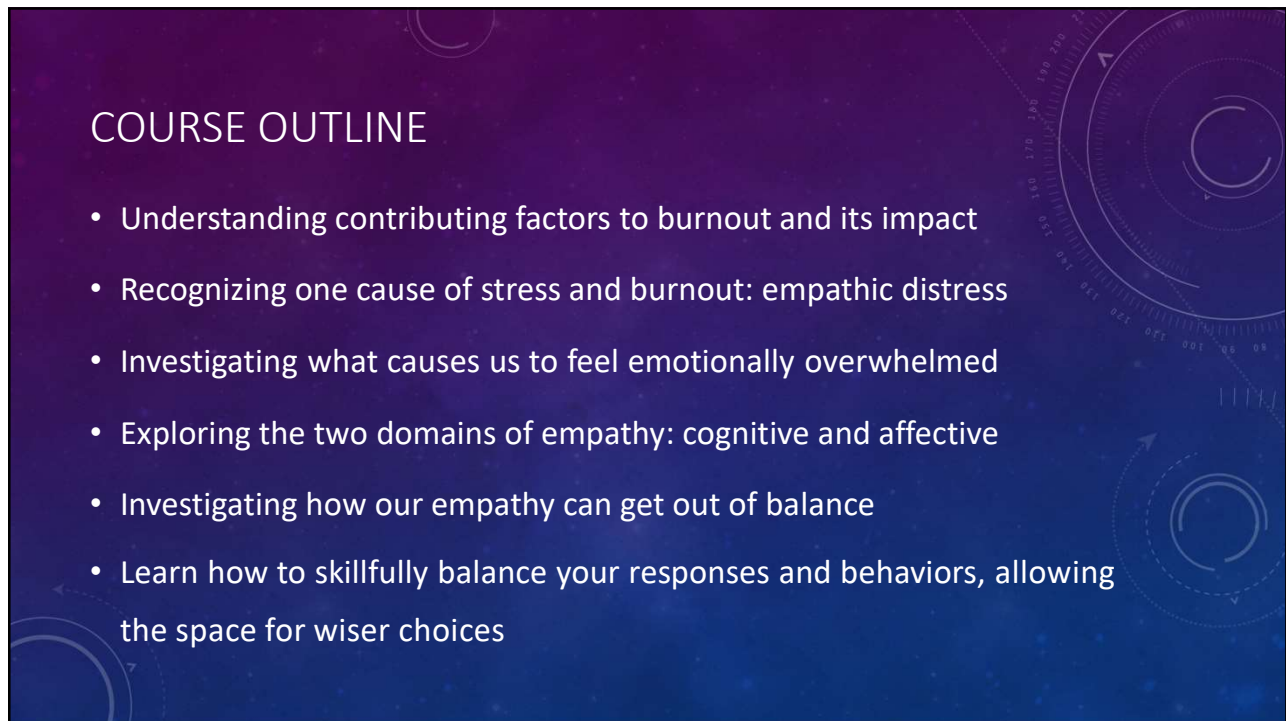 COURSE OUTLINE
• Understanding contributing factors to burnout and its impact
• Recognizing one cause of stress and burnout: empathic distress
• Investigating what causes us to feel emotionally overwhelmed
• Exploring the two domains of empathy: cognitive and affective
• Investigating how our empathy can get out of balance
• Learn how to skillfully balance your responses and behaviors, allowing
the space for wiser choices